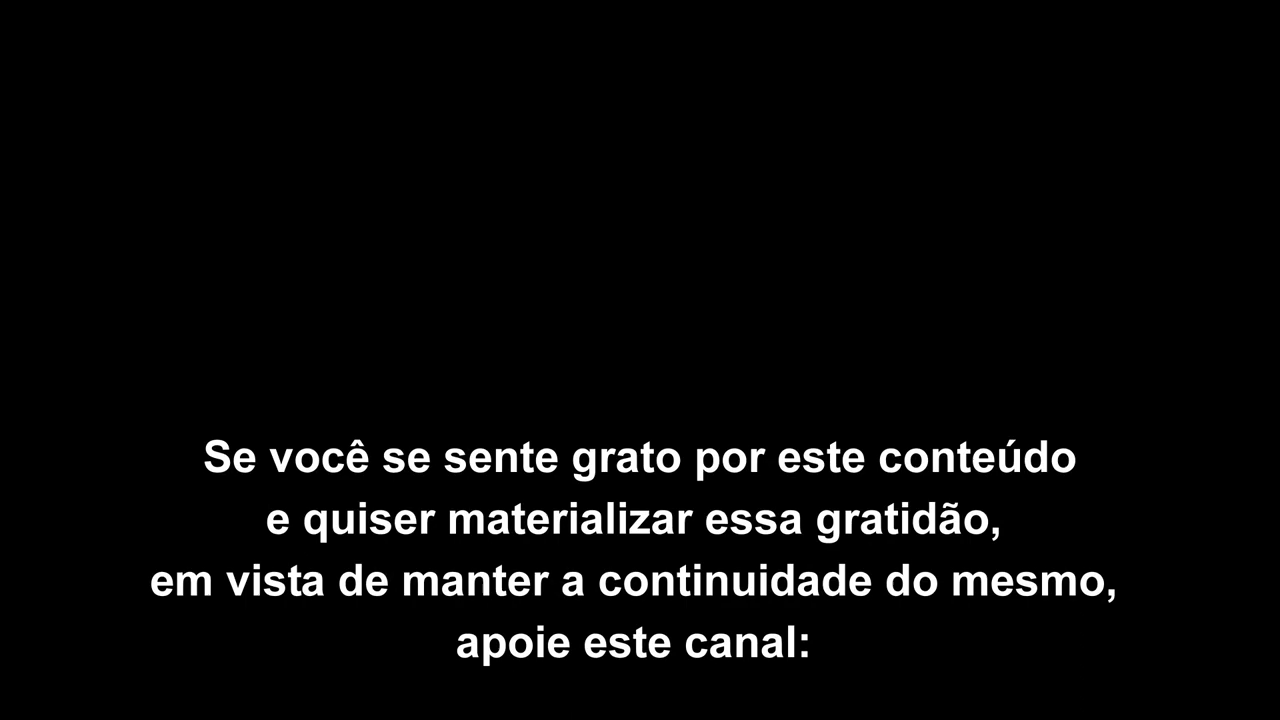 Se você se sente grato por este conteúdo
e quiser materializar essa gratidão,
em vista de manter a continuidade do mesmo,
apoie este canal: